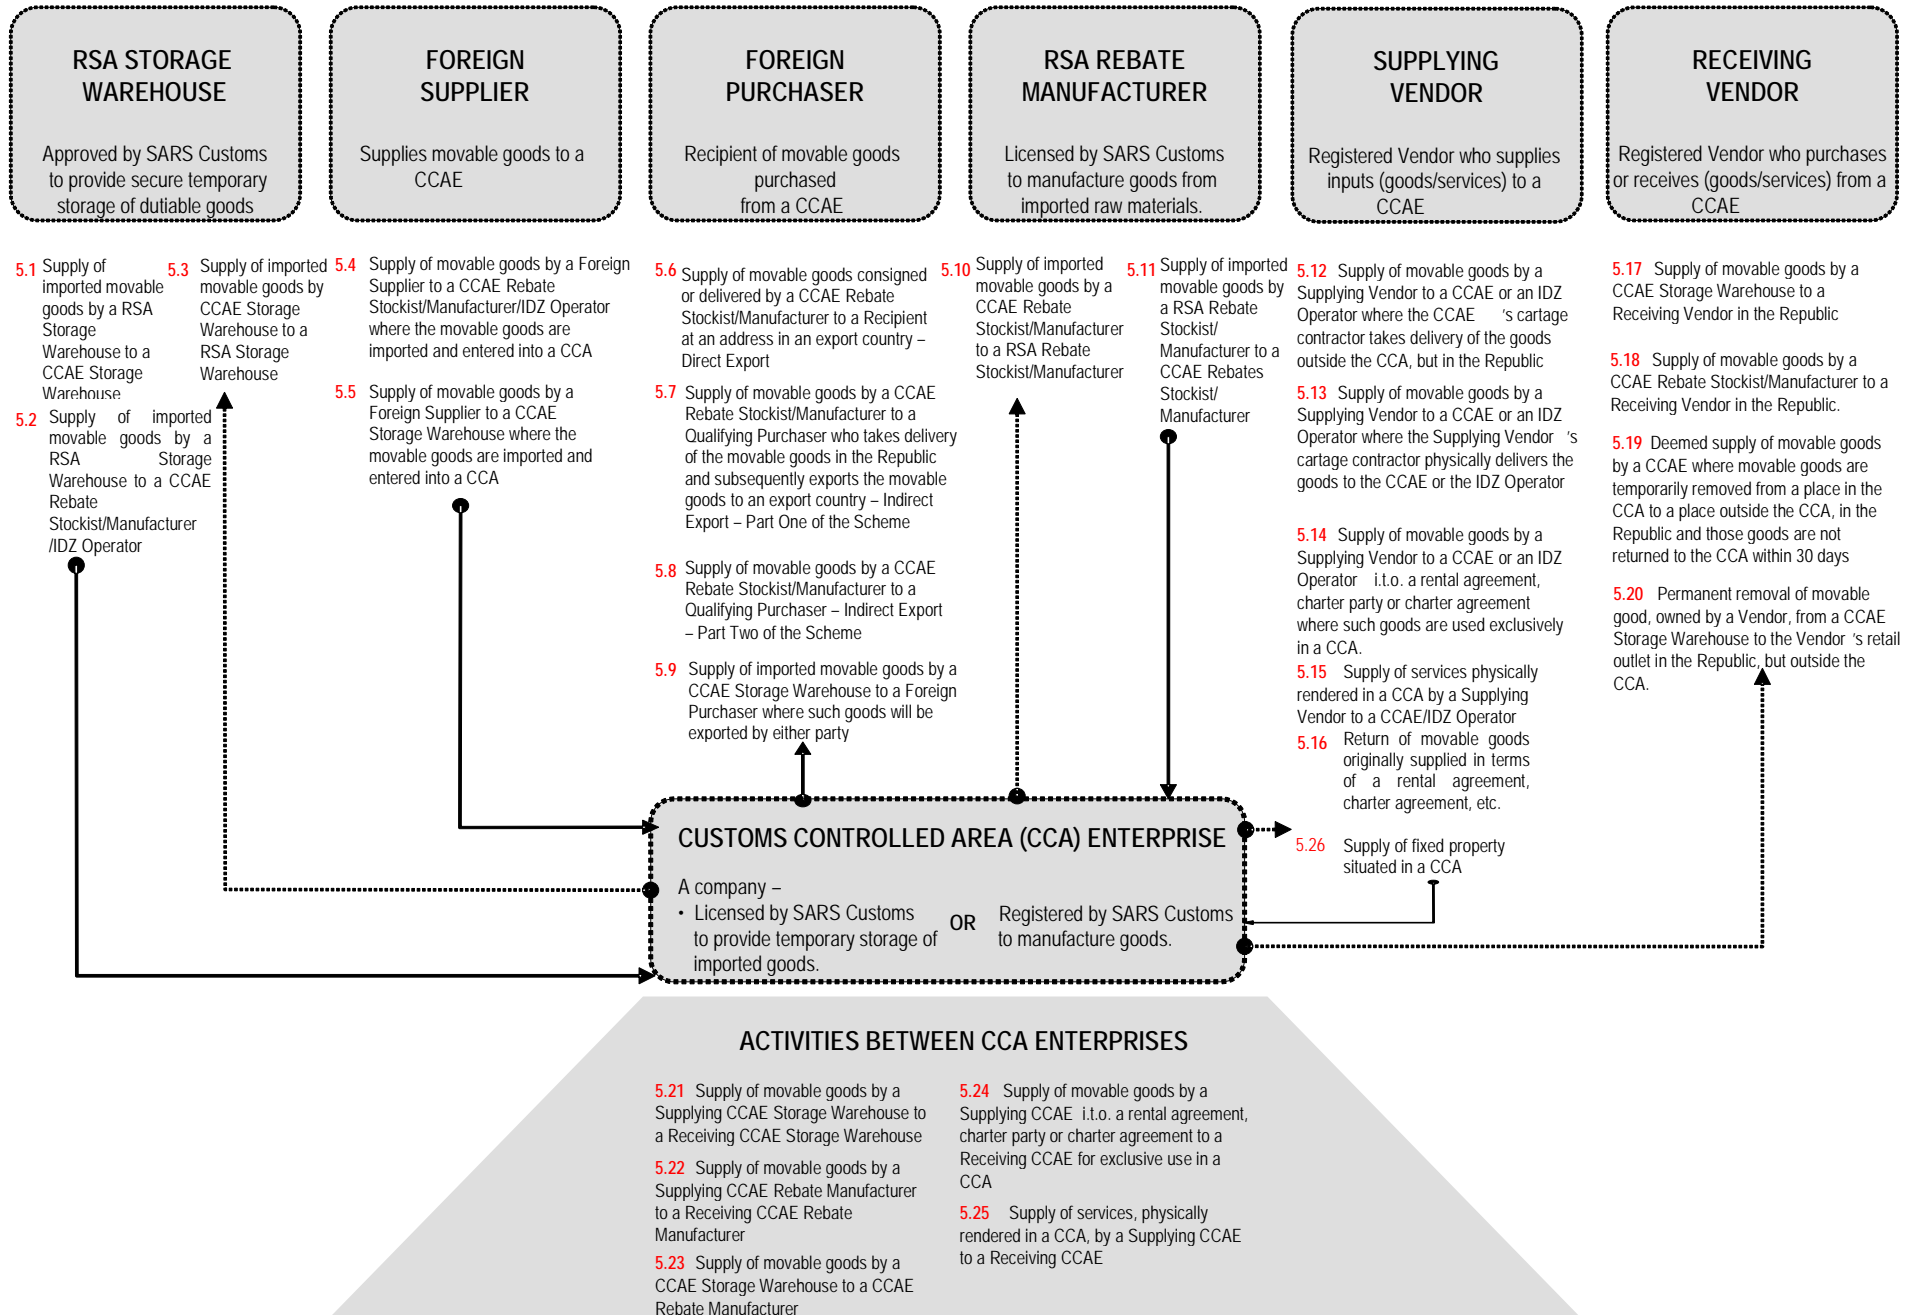 RSA STORAGE
WAREHOUSE
Approved by SARS Customs
to provide secure temporary
storage of dutiable goods
FOREIGN
SUPPLIER
Supplies movable goods to a
CCAE
FOREIGN
PURCHASER
Recipient of movable goods
purchased
from a CCAE
RSA REBATE
MANUFACTURER
Licensed by SARS Customs
to manufacture goods from
imported raw materials.
SUPPLYING
VENDOR
Registered Vendor who supplies
inputs (goods/services) to a
CCAE
RECEIVING
VENDOR
Registered Vendor who purchases
or receives (goods/services) from a
CCAE
5.1 Supply of
imported movable
goods by a RSA
Storage
Warehouse to a
CCAE Storage
Warehouse
5.2 Supply of imported
movable goods by a
RSA Storage
Warehouse to a CCAE
Rebate
Stockist/Manufacturer
/IDZ Operator
5.3 Supply of imported
movable goods by
CCAE Storage
Warehouse to a
RSA Storage
Warehouse
5.4 Supply of movable goods by a Foreign
Supplier to a CCAE Rebate
Stockist/Manufacturer/IDZ Operator
where the movable goods are
imported and entered into a CCA
5.5 Supply of movable goods by a
Foreign Supplier to a CCAE
Storage Warehouse where the
movable goods are imported and
entered into a CCA
5.6 Supply of movable goods consigned
or delivered by a CCAE Rebate
Stockist/Manufacturer to a Recipient
at an address in an export country –
Direct Export
5.7 Supply of movable goods by a CCAE
Rebate Stockist/Manufacturer to a
Qualifying Purchaser who takes delivery
of the movable goods in the Republic
and subsequently exports the movable
goods to an export country – Indirect
Export – Part One of the Scheme
5.8 Supply of movable goods by a CCAE
Rebate Stockist/Manufacturer to a
Qualifying Purchaser – Indirect Export
– Part Two of the Scheme
5.9 Supply of imported movable goods by a
CCAE Storage Warehouse to a Foreign
Purchaser where such goods will be
exported by either party
5.10 Supply of imported
movable goods by a
CCAE Rebate
Stockist/Manufacturer
to a RSA Rebate
Stockist/Manufacturer
5.11 Supply of imported
movable goods by
a RSA Rebate
Stockist/
Manufacturer to a
CCAE Rebates
Stockist/
Manufacturer
5.12 Supply of movable goods by a
Supplying Vendor to a CCAE or an IDZ
Operator where the CCAE 's cartage
contractor takes delivery of the goods
outside the CCA, but in the Republic
5.13 Supply of movable goods by a
Supplying Vendor to a CCAE or an IDZ
Operator where the Supplying Vendor 's
cartage contractor physically delivers the
goods to the CCAE or the IDZ Operator
5.14 Supply of movable goods by a
Supplying Vendor to a CCAE or an IDZ
Operator i.t.o. a rental agreement,
charter party or charter agreement
where such goods are used exclusively
in a CCA.
5.15 Supply of services physically
rendered in a CCA by a Supplying
Vendor to a CCAE/IDZ Operator
5.16 Return of movable goods
originally supplied in terms
of a rental agreement,
charter agreement, etc.
5.26 Supply of fixed property
situated in a CCA
5.17 Supply of movable goods by a
CCAE Storage Warehouse to a
Receiving Vendor in the Republic
5.18 Supply of movable goods by a
CCAE Rebate Stockist/Manufacturer to a
Receiving Vendor in the Republic.
5.19 Deemed supply of movable goods
by a CCAE where movable goods are
temporarily removed from a place in the
CCA to a place outside the CCA, in the
Republic and those goods are not
returned to the CCA within 30 days
5.20 Permanent removal of movable
good, owned by a Vendor, from a CCAE
Storage Warehouse to the Vendor 's retail
outlet in the Republic, but outside the
CCA.
CUSTOMS CONTROLLED AREA (CCA) ENTERPRISE
A company –
• Licensed by SARS Customs
to provide temporary storage of
imported goods.
OR
Registered by SARS Customs
to manufacture goods.
ACTIVITIES BETWEEN CCA ENTERPRISES
5.21 Supply of movable goods by a
Supplying CCAE Storage Warehouse to
a Receiving CCAE Storage Warehouse
5.22 Supply of movable goods by a
Supplying CCAE Rebate Manufacturer
to a Receiving CCAE Rebate
Manufacturer
5.23 Supply of movable goods by a
CCAE Storage Warehouse to a CCAE
Rebate Manufacturer
5.24 Supply of movable goods by a
Supplying CCAE i.t.o. a rental agreement,
charter party or charter agreement to a
Receiving CCAE for exclusive use in a
CCA
5.25 Supply of services, physically
rendered in a CCA, by a Supplying CCAE
to a Receiving CCAE